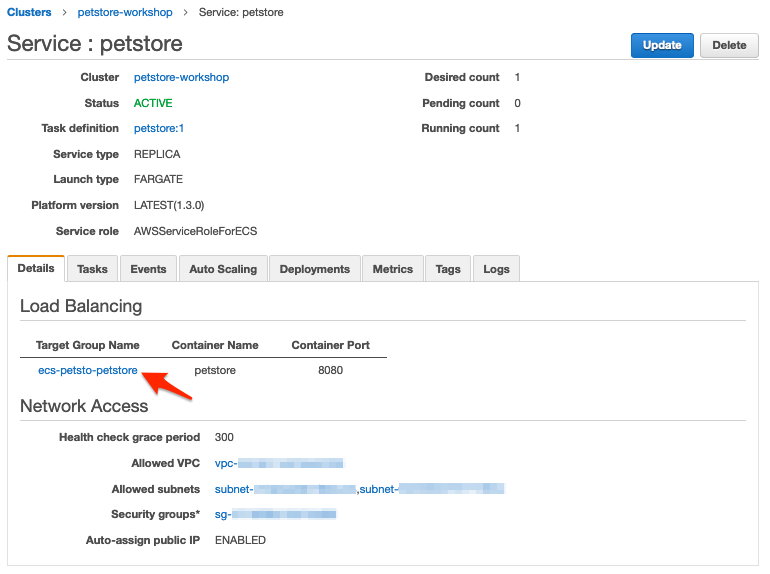 Clusters > petstore-workshop > Service: petstore
Service : petstore
Update Delete
Cluster petstore-workshop Desired count 1
Status ACTIVE Pending count 0
Task definition petstore:1 Running count 1
Service type REPLICA
Launch type FARGATE
Platform version LATEST(1.3.0)
Service role AWSServiceRoleForECS
Details Tasks Events Auto Scaling Deployments Metrics Tags Logs
Load Balancing
Target Group Name Container Name Container Port
ecs-petsto-petstore petstore 8080
Network Access
Health check grace period 300
Allowed VPC vpc-
Allowed subnets subnet- ,subnet-
Security groups* sg-
Auto-assign public IP ENABLED